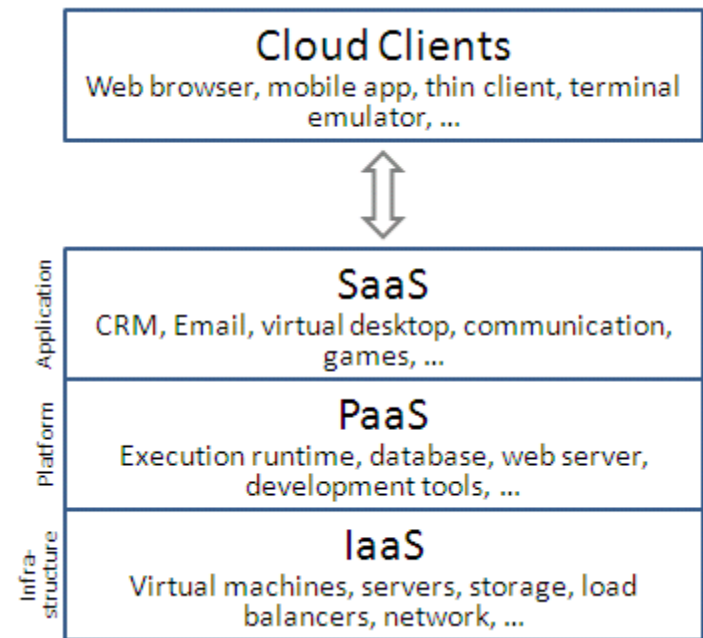 Cloud Clients
Web browser, mobile app, thin client, terminal
emulator, ...
Application
SaaS
CRM, Email, virtual desktop, communication,
games, ...
Platform
PaaS
Execution runtime, database, web server,
development tools, ...
Infra-
structure
IaaS
Virtual machines, servers, storage, load
balancers, network, ...